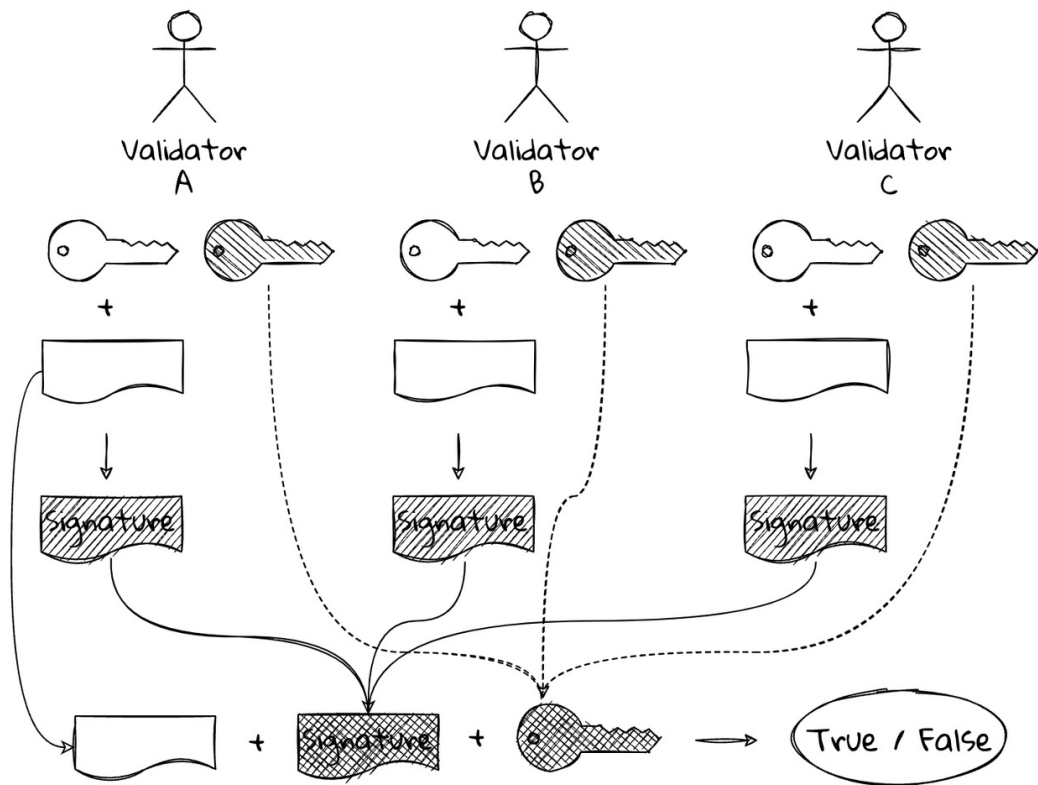 Validator
A
Validator
B
Validator
C
+
+
+
Signature
Signature
Signature
+
Signature
+
True / False